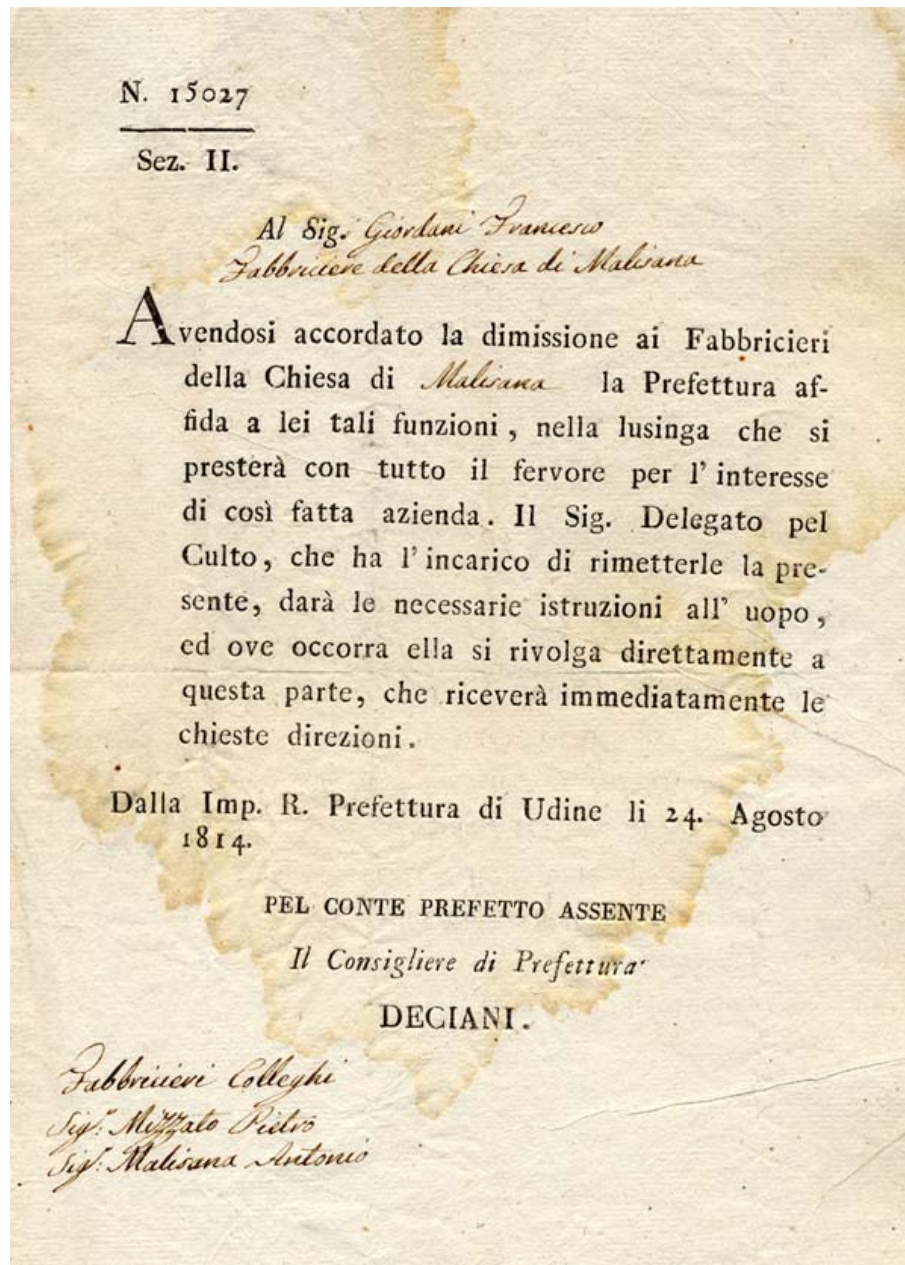 N. 15027
Sez. II.
Al Sig. Giordani Francesco
Fabbriciere della Chiesa di Malisana
Avendosi accordato la dimissione ai Fabbricieri
della Chiesa di Malisana la Prefettura af-
fida a lei tali funzioni, nella lusinga che si
presterà con tutto il fervore per l'interesse
di così fatta azienda. Il Sig. Delegato pel
Culto, che ha l'incarico di rimetterle la pre-
sente, darà le necessarie istruzioni all' uopo,
ed ove occorra ella si rivolga direttamente a
questa parte, che riceverà immediatamente le
chieste direzioni.
Dalla Imp. R. Prefettura di Udine li 24. Agosto
1814.
PEL CONTE PREFETTO ASSENTE
Il Consigliere di Prefettura
DECIANI.
Fabbricieri Colleghi
Sigr: Mizzato Pietro
Sigr: Malisana Antonio